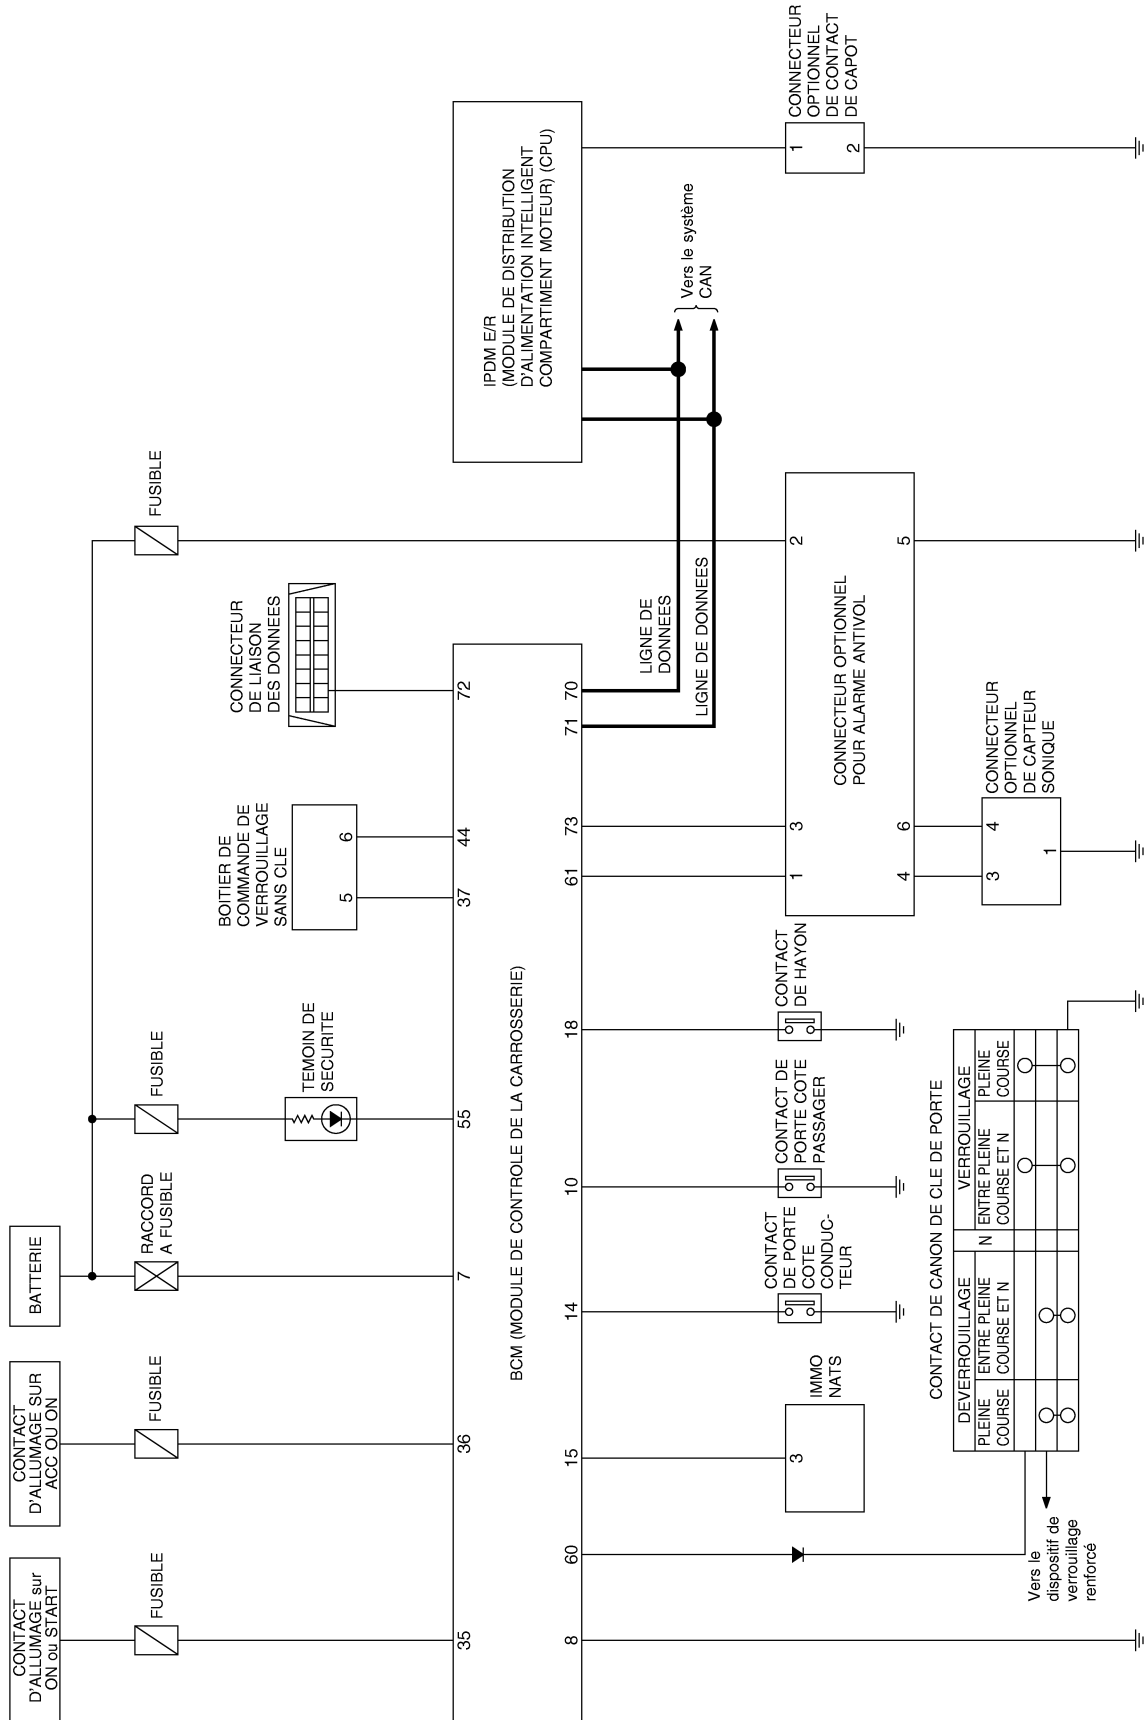 CONTACT
D'ALLUMAGE sur
ON ou START
FUSIBLE
35
CONTACT
D'ALLUMAGE SUR
ACC OU ON
FUSIBLE
36
BATTERIE
RACCORD
A FUSIBLE
7
FUSIBLE
TEMOIN DE
SECURITE
55
BOITIER DE
COMMANDE DE
VERROUILLAGE
SANS CLE
5
6
37
44
CONNECTEUR
DE LIAISON
DES DONNEES
72
FUSIBLE
BCM (MODULE DE CONTROLE DE LA CARROSSERIE)
IPDM E/R
(MODULE DE DISTRIBUTION
D'ALIMENTATION INTELLIGENT
COMPARTIMENT MOTEUR) (CPU)
8
60
15
14
10
18
61
73
71
70
LIGNE DE
DONNEES
LIGNE DE DONNEES
Vers le système
CAN
3
IMMO
NATS
CONTACT
DE PORTE
COTE
CONDUC-
TEUR
CONTACT DE
PORTE COTE
PASSAGER
CONTACT
DE HAYON
1
3
2
CONNECTEUR OPTIONNEL
POUR ALARME ANTIVOL
4
6
5
CONNECTEUR
OPTIONNEL
DE CONTACT
DE CAPOT
1
2
3
4
1
CONNECTEUR
OPTIONNEL
DE CAPTEUR
SONIQUE
CONTACT DE CANON DE CLE DE PORTE
DEVERROUILLAGE
N
VERROUILLAGE
PLEINE
COURSE
ENTRE PLEINE
COURSE ET N
ENTRE PLEINE
COURSE ET N
PLEINE
COURSE
Vers le
dispositif de
verrouillage
renforcé